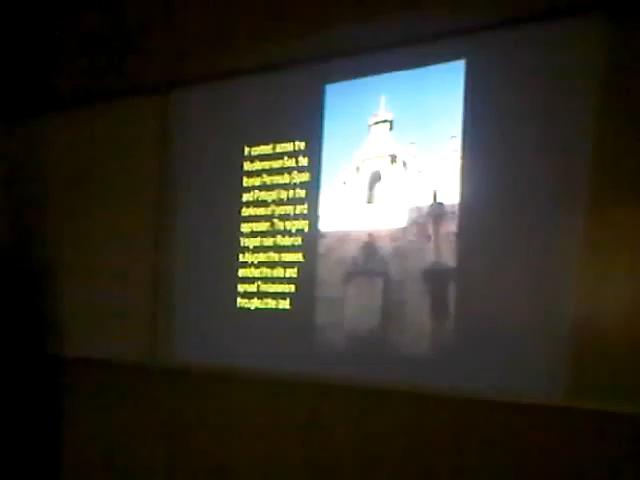 In contrast, across the
Mediterranean Sea, the
Iberian Peninsula (Spain
and Portugal) lay in the
darkness of tyranny and
oppression. The reigning
Visigoth ruler Roderick
subjugated the masses,
enriched the elite and
spread Trinitarianism
throughout the land.